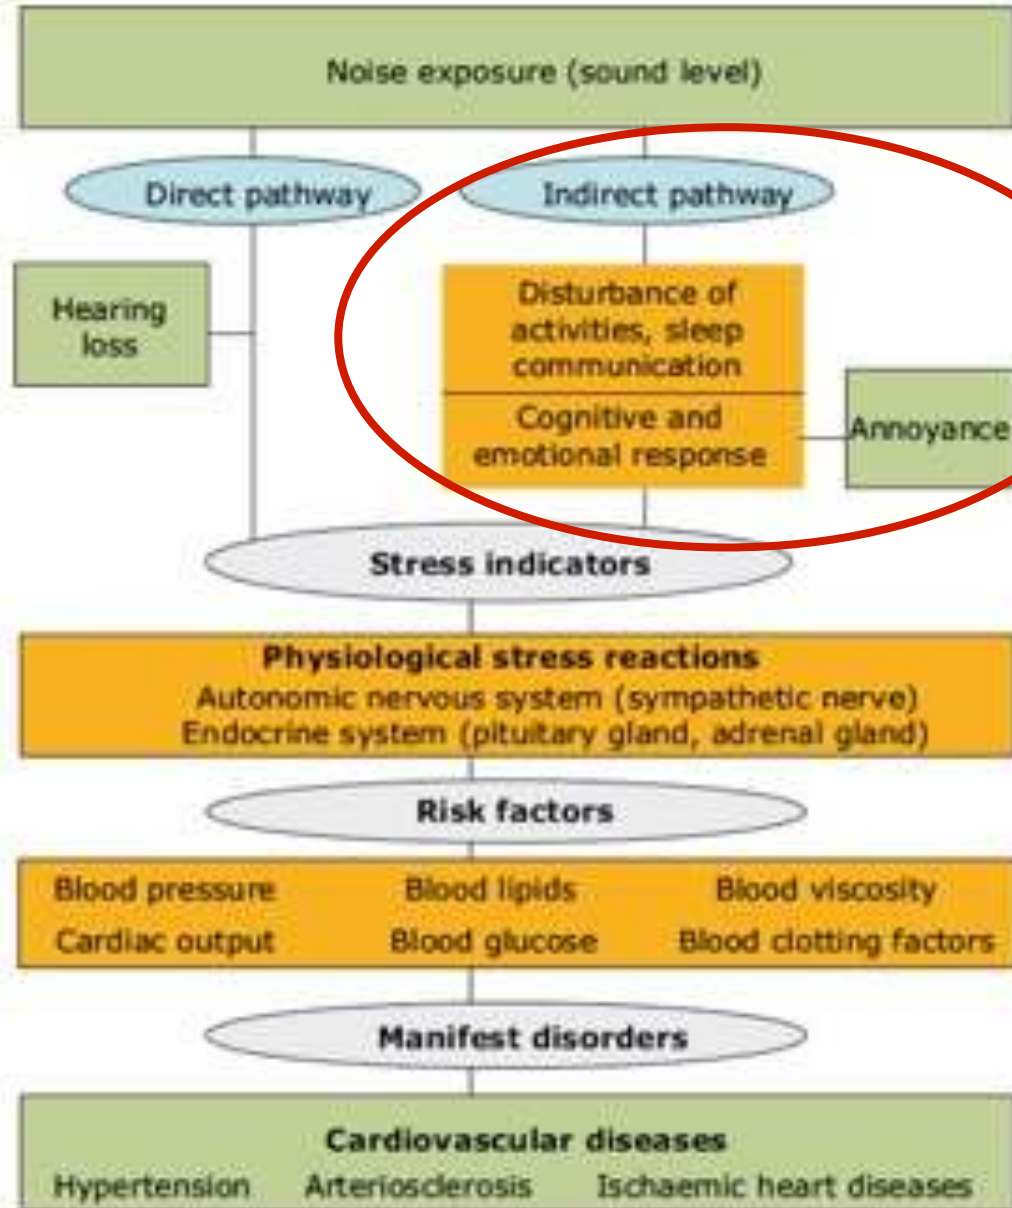 Noise exposure (sound level)
Direct pathway
Indirect pathway
Hearing
loss
Disturbance of
activities, sleep
communication
Cognitive and
emotional response
Annoyance
Stress indicators
Physiological stress reactions
Autonomic nervous system (sympathetic nerve)
Endocrine system (pituitary gland, adrenal gland)
Risk factors
Blood pressure Blood lipids Blood viscosity
Cardiac output Blood glucose Blood clotting factors
Manifest disorders
Cardiovascular diseases
Hypertension Arteriosclerosis Ischaemic heart diseases